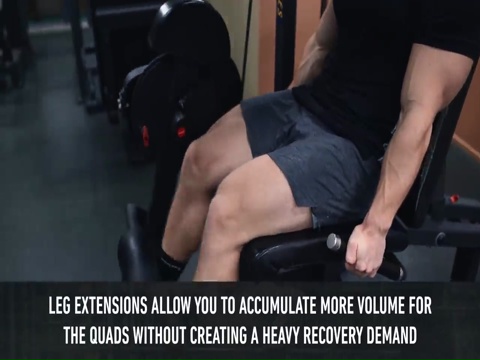 LEG EXTENSIONS ALLOW YOU TO ACCUMULATE MORE VOLUME FOR
THE QUADS WITHOUT CREATING A HEAVY RECOVERY DEMAND